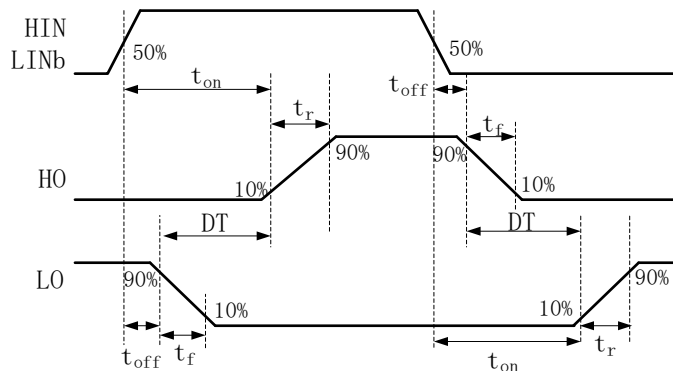 HIN
LINb
50%
50%
t_on
t_off
t_r
t_f
90%
90%
HO
10%
10%
DT
DT
LO
90%
90%
10%
10%
t_off
t_f
t_on
t_r